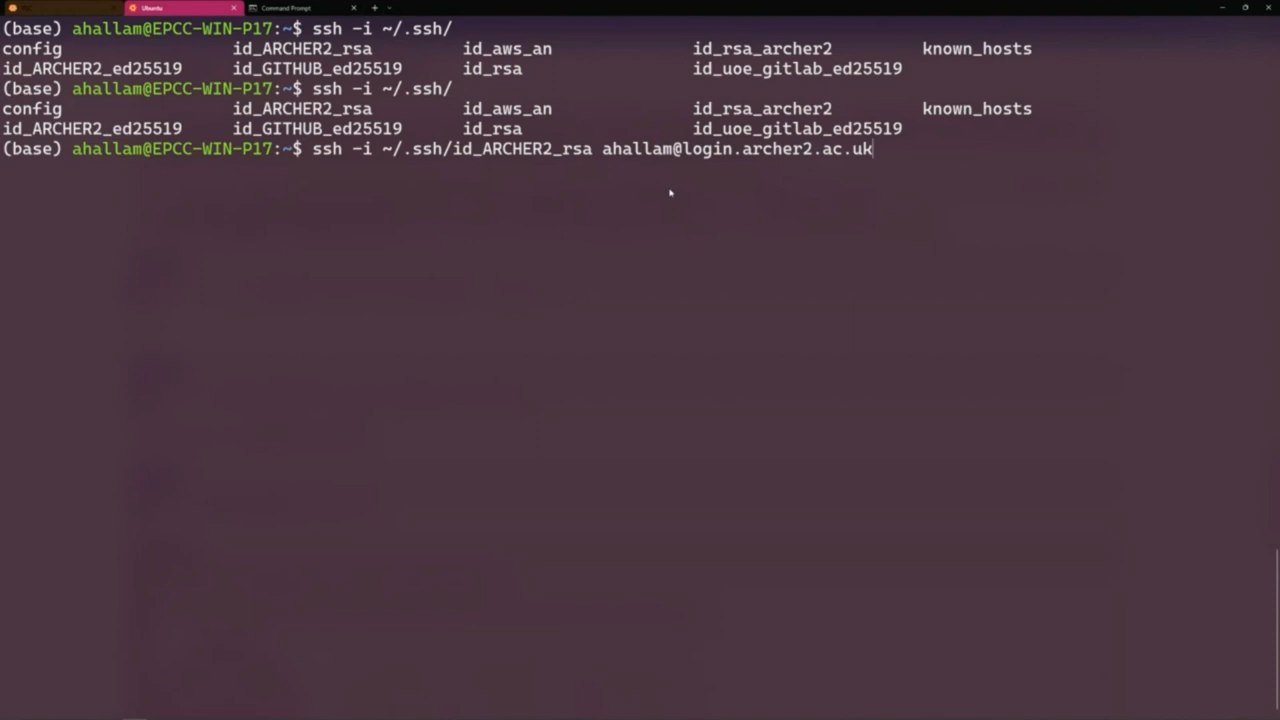 Ubuntu Command Prompt
(base) ahallam@EPCC-WIN-P17:~$ ssh -i ~/.ssh/
config id_ARCHER2_rsa id_aws_an id_rsa_archer2 known_hosts
id_ARCHER2_ed25519 id_GITHUB_ed25519 id_rsa id_uoe_gitlab_ed25519
(base) ahallam@EPCC-WIN-P17:~$ ssh -i ~/.ssh/
config id_ARCHER2_rsa id_aws_an id_rsa_archer2 known_hosts
id_ARCHER2_ed25519 id_GITHUB_ed25519 id_rsa id_uoe_gitlab_ed25519
(base) ahallam@EPCC-WIN-P17:~$ ssh -i ~/.ssh/id_ARCHER2_rsa ahallam@login.archer2.ac.uk